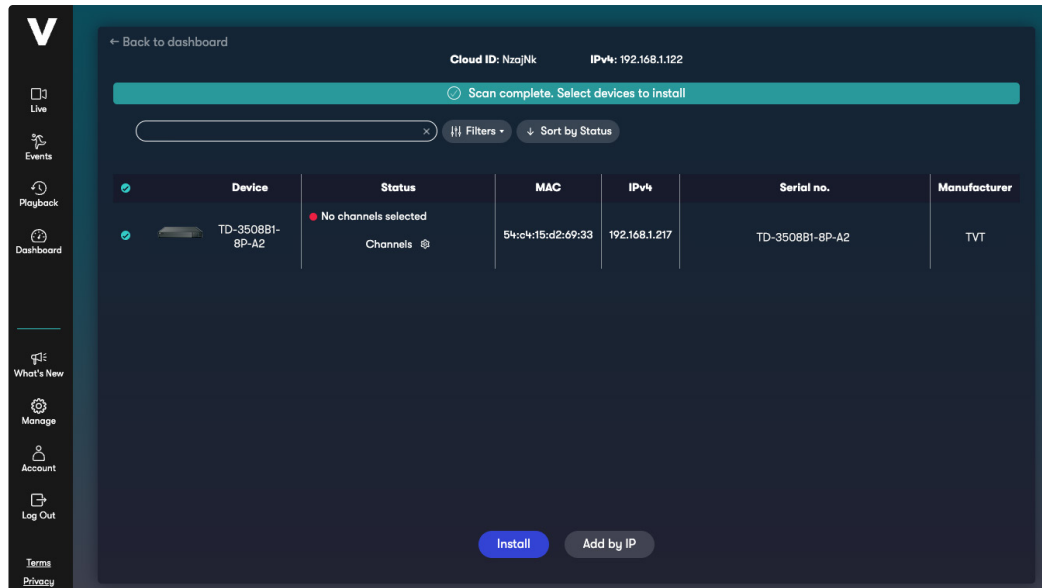 V
← Back to dashboard
Cloud ID: NzajNk IPv4: 192.168.1.122
Scan complete. Select devices to install
Filters
↓ Sort by Status
Live
Events
Playback
Dashboard
What's New
Manage
Account
Log Out
Terms
Privacy
Device Status MAC IPv4 Serial no. Manufacturer
TD-3508B1-
8P-A2
No channels selected
Channels
54:c4:15:d2:69:33
192.168.1.217
TD-3508B1-8P-A2
TVT
Install
Add by IP